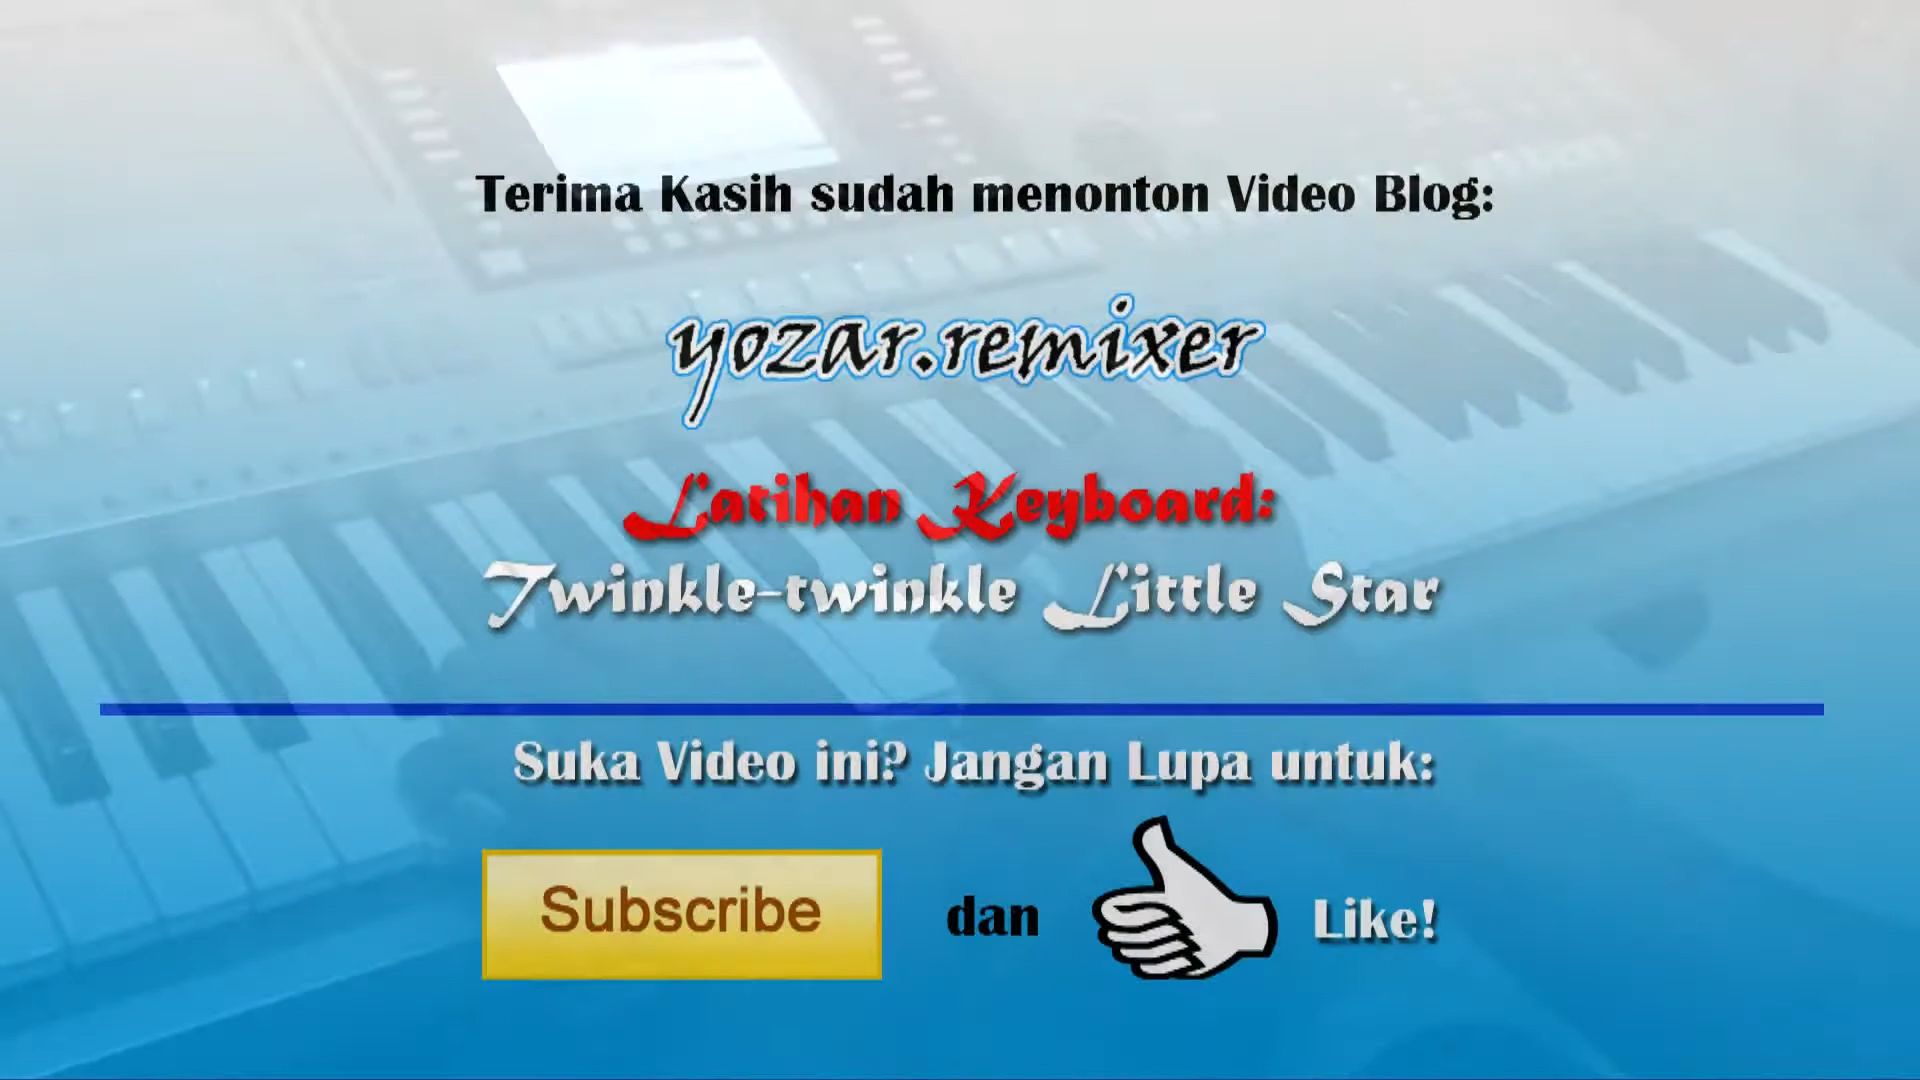 Terima Kasih sudah menonton Video Blog:
yozar.remixer
Latihan Keyboard:
Twinkle-twinkle Little Star
Suka Video ini? Jangan Lupa untuk:
Subscribe dan Like!